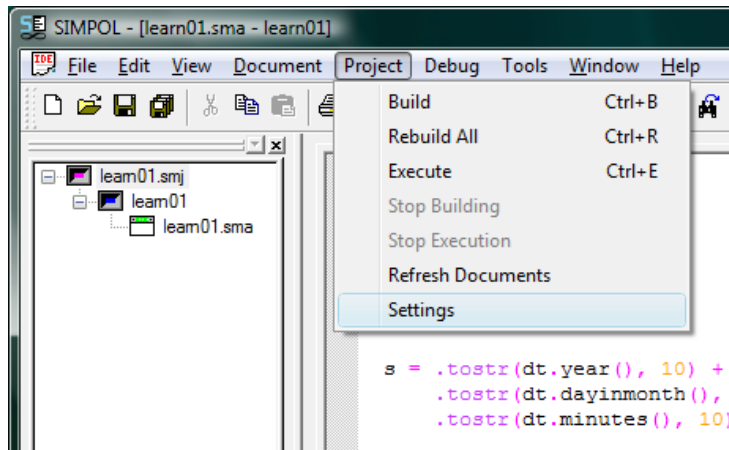 SIMPOL - [learn01.sma - learn01]
IDE File Edit View Document Project Debug Tools Window Help
Build Ctrl+B
Rebuild All Ctrl+R
Execute Ctrl+E
Stop Building
Stop Execution
Refresh Documents
Settings
learn01.smj
learn01
learn01.sma
s = .tostr(dt.year(), 10) +
.tostr(dt.dayinmonth(),
.tostr(dt.minutes(), 10)